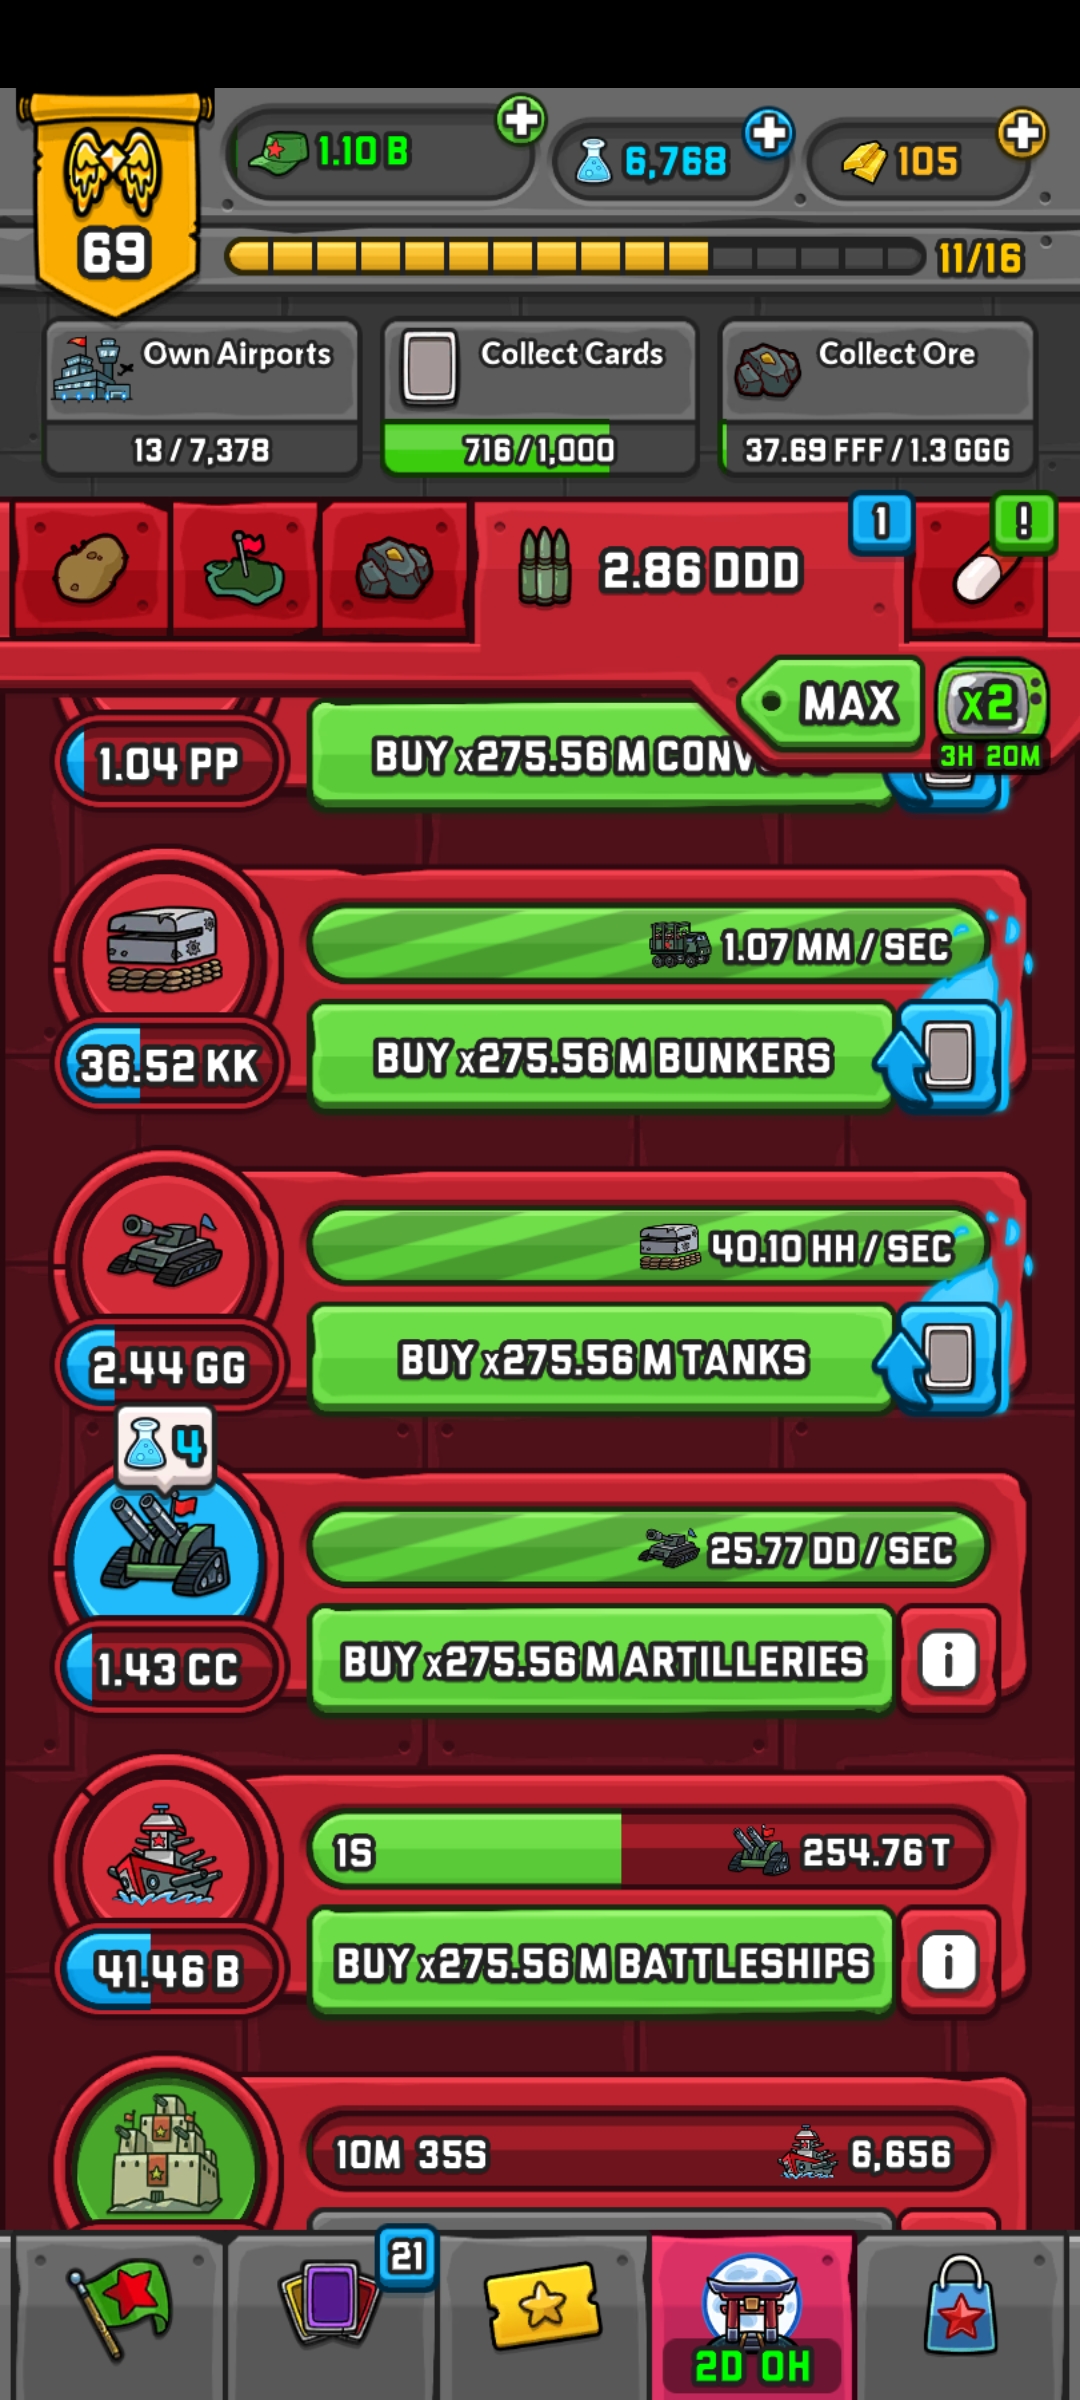 1.10 B
6,768
105
69
11/16
Own Airports
Collect Cards
Collect Ore
13/7,378
716/1,000
37.69 FFF/1.3 GGG
1
!
2.86 DDD
MAX
x2
3H 20M
1.04 PP
BUY x275.56 M
1.07 MM/SEC
36.52 KK
BUY x275.56 M BUNKERS
40.10 HH/SEC
2.44 GG
BUY x275.56 M TANKS
4
25.77 DD/SEC
1.43 CC
BUY x275.56 M ARTILLERIES
i
1S
254.76 T
41.46 B
BUY x275.56 M BATTLESHIPS
i
10M 35S
6,656
21
2D 0H